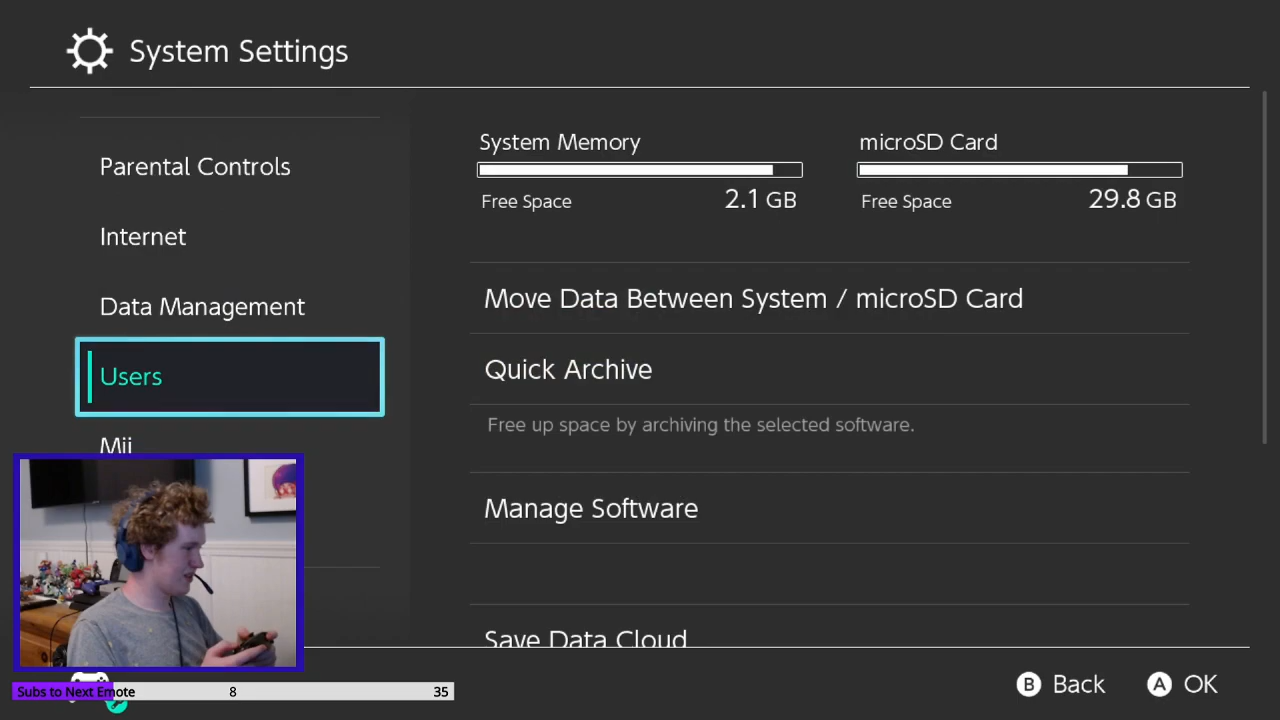 System Settings
Parental Controls
Internet
Data Management
Users
Mii
System Memory
Free Space 2.1 GB
microSD Card
Free Space 29.8 GB
Move Data Between System / microSD Card
Quick Archive
Free up space by archiving the selected software.
Manage Software
Save Data Cloud
Subs to Next Emote 8 35
B Back A OK